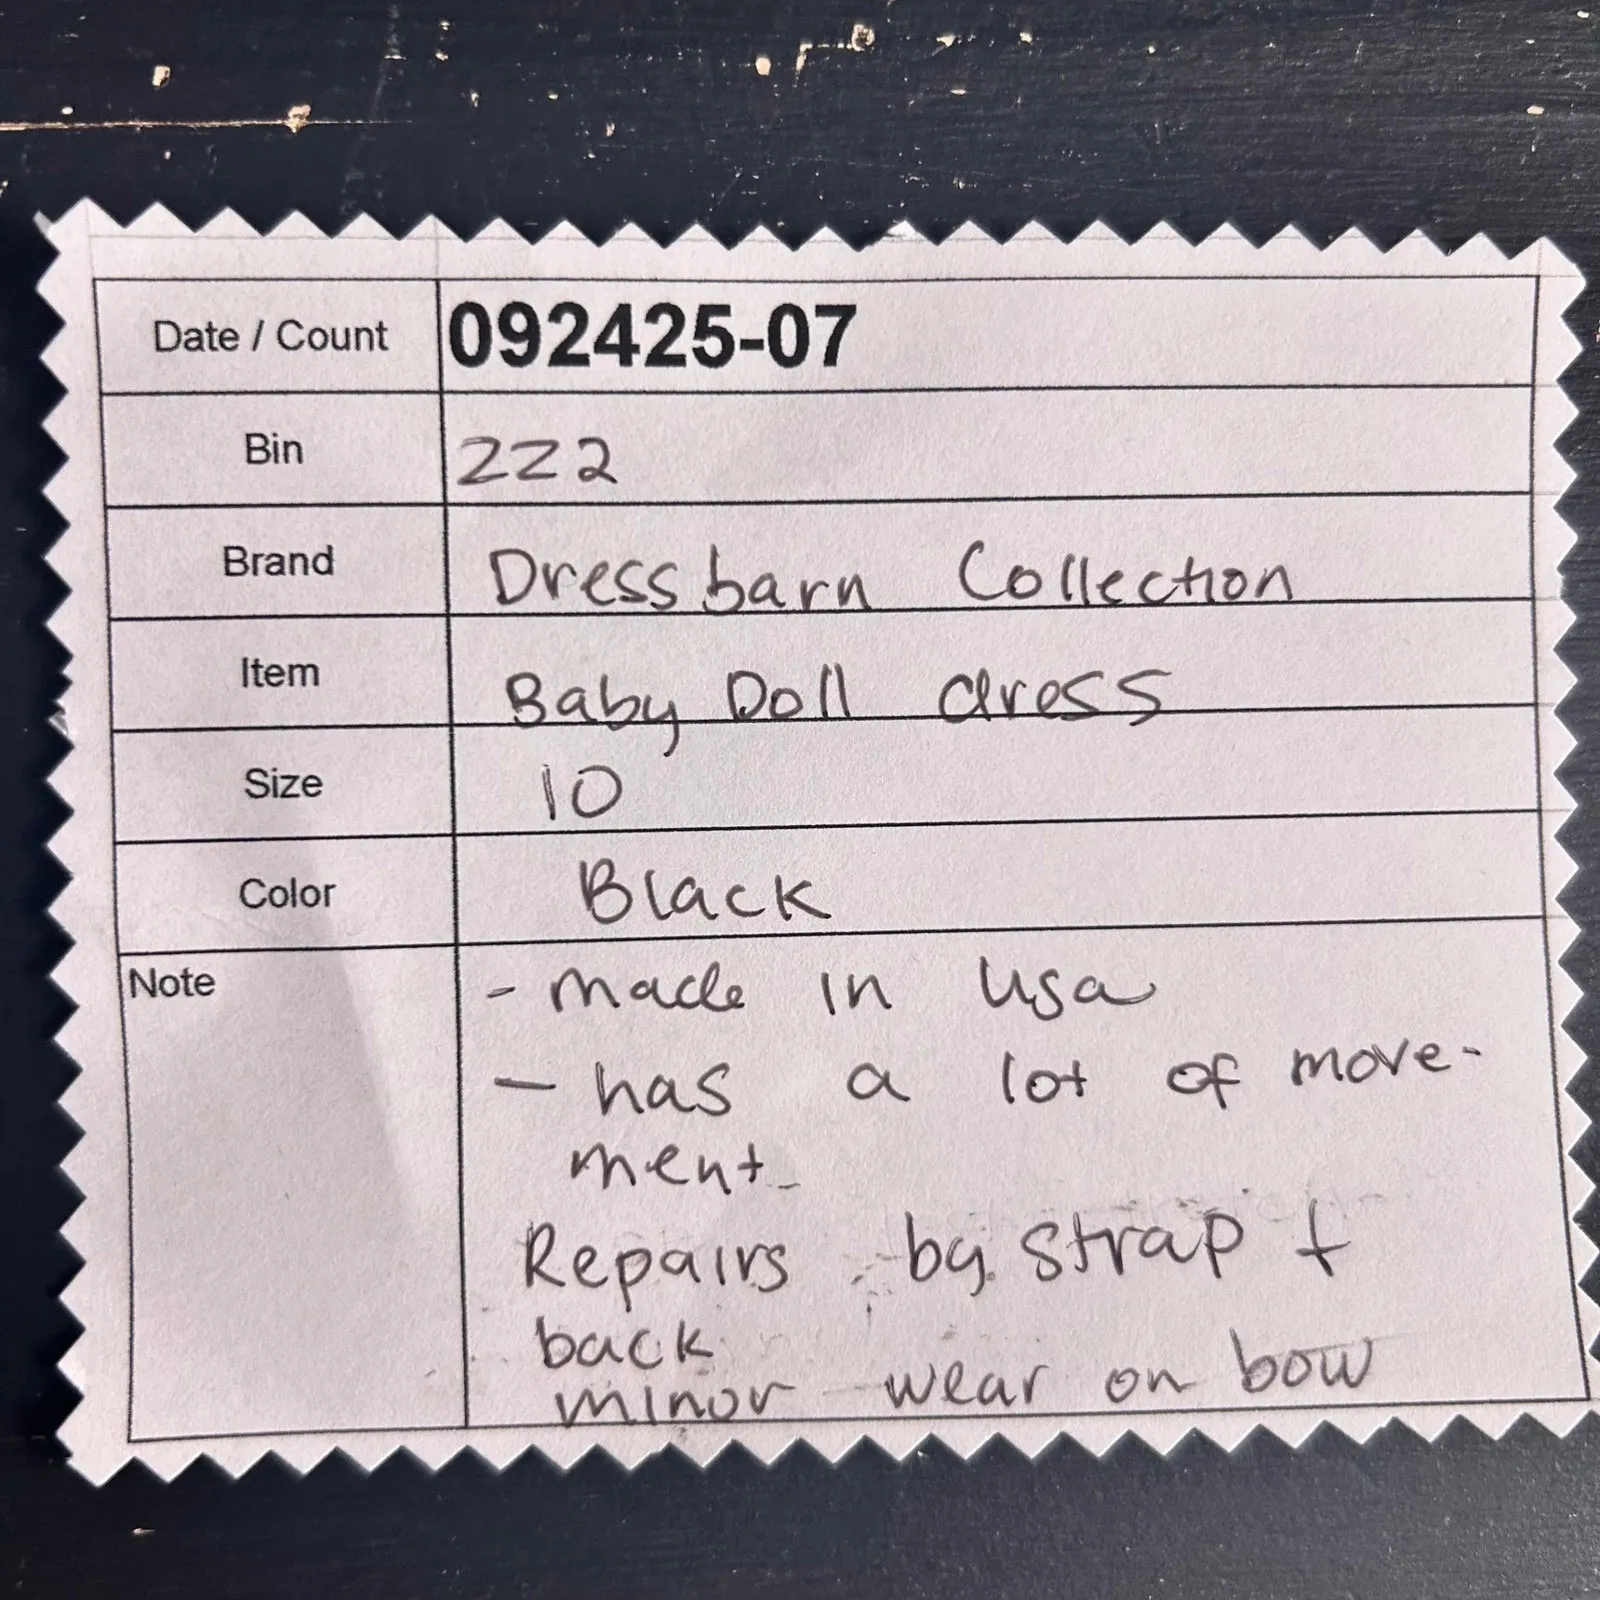 Date / Count 092425-07
Bin ZZ2
Brand Dressbarn Collection
Item Baby Doll dress
Size 10
Color Black
Note - made in USA
- has a lot of move-
ment
Repairs by strap +
back
minor wear on bow